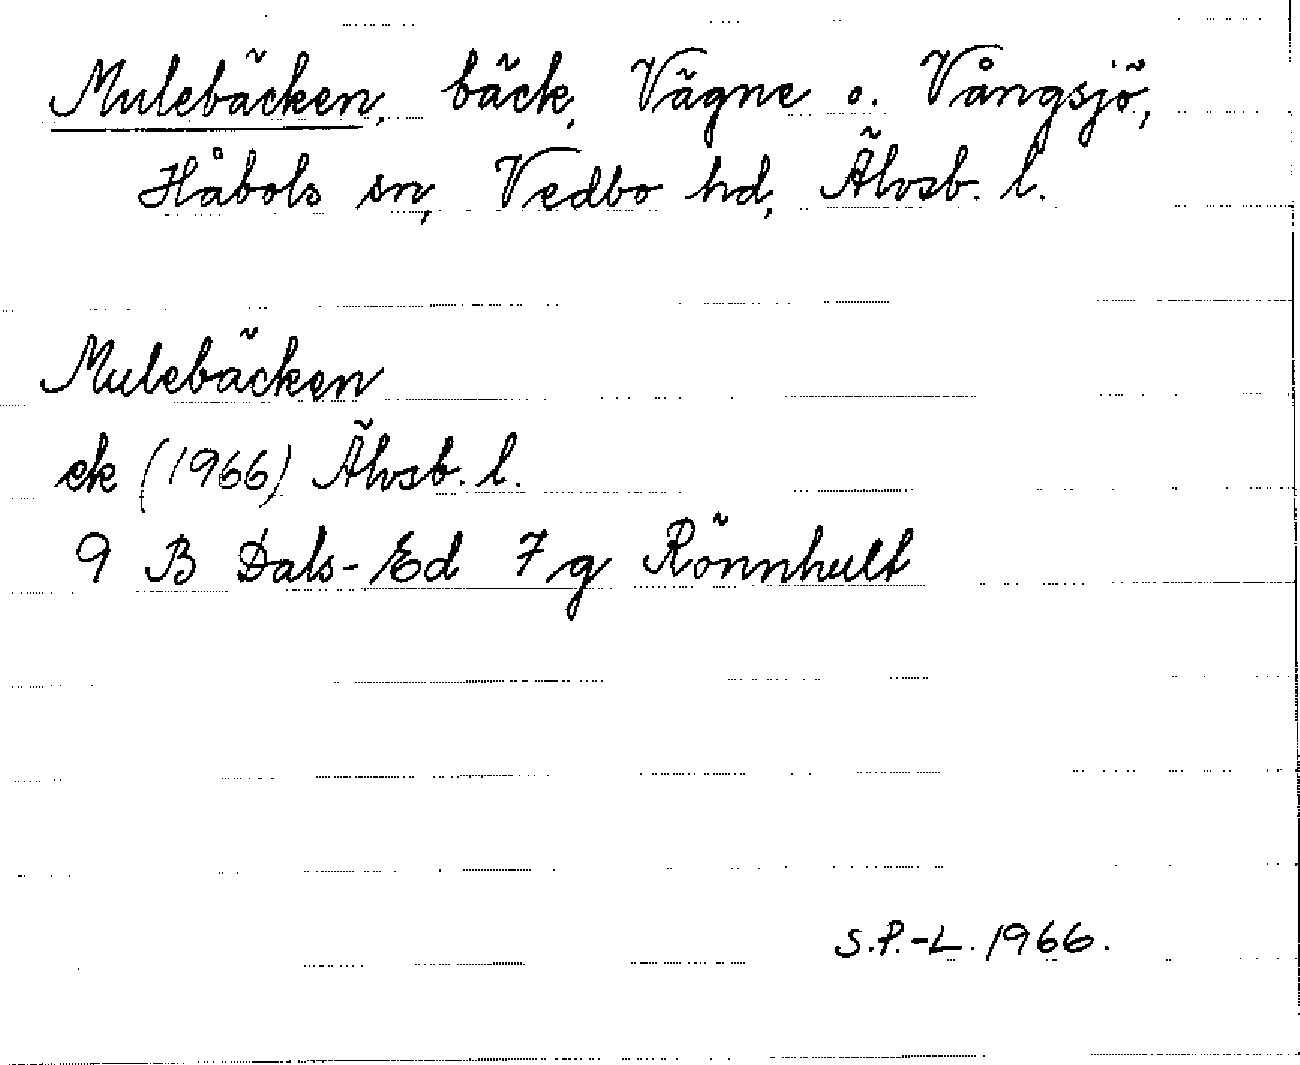 Mulebäcken, bäck, Vägne o. Vångsjö,
Håbols sn, Vedbo hd, Älvsb. l.
Mulebäcken
ek (1966) Älvsb. l.
9 B Dals-Ed 7 g Rönnhult
S.P.-L. 1966.